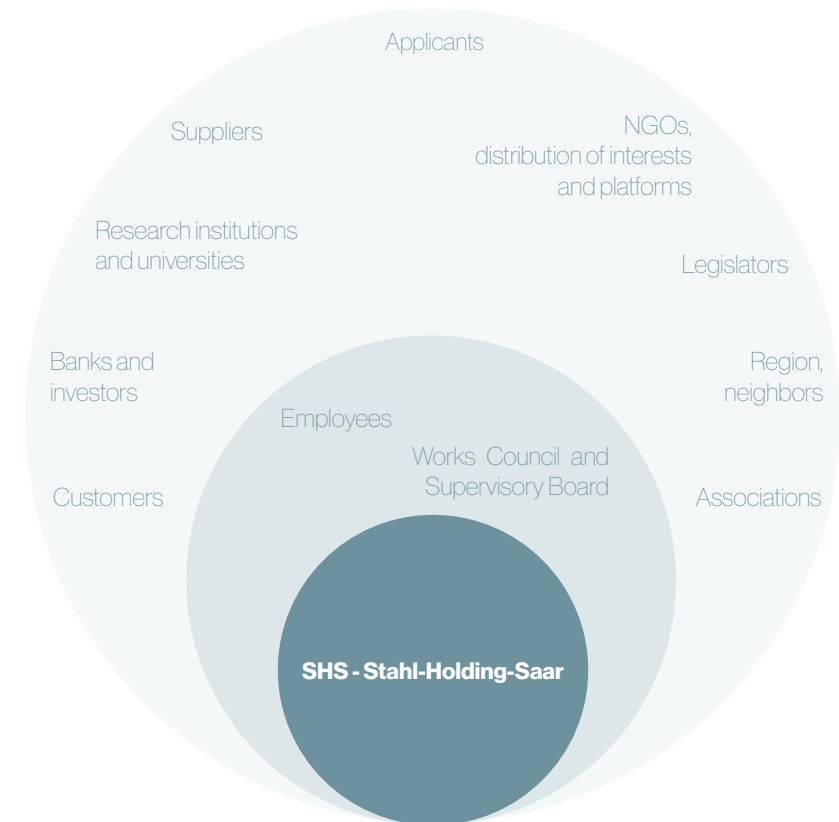 Applicants
Suppliers
NGOs,
distribution of interests
and platforms
Research institutions
and universities
Legislators
Banks and
investors
Region,
neighbors
Employees
Works Council and
Supervisory Board
Customers
Associations
SHS - Stahl-Holding-Saar